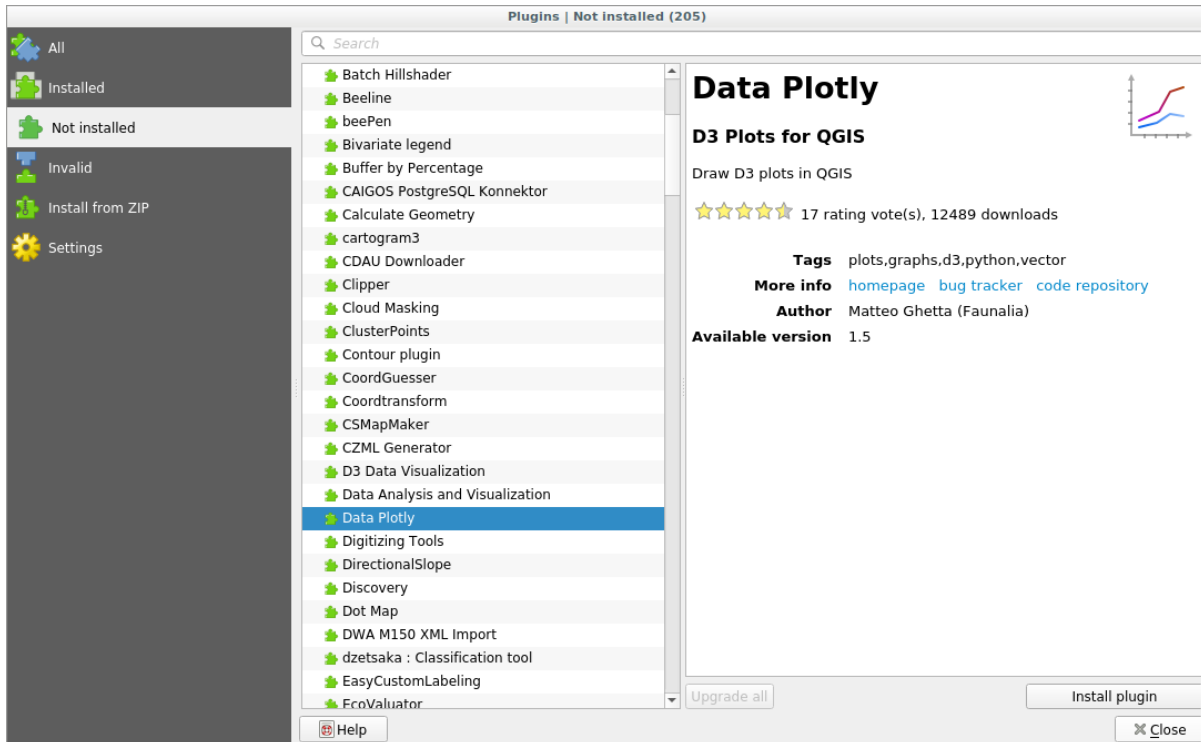 Plugins | Not installed (205)
All
Installed
Not installed
Invalid
Install from ZIP
Settings
Search
Batch Hillshader
Beeline
beePen
Bivariate legend
Buffer by Percentage
CAIGOS PostgreSQL Konnektor
Calculate Geometry
cartogram3
CDAU Downloader
Clipper
Cloud Masking
ClusterPoints
Contour plugin
CoordGuesser
Coordtransform
CSMapMaker
CZML Generator
D3 Data Visualization
Data Analysis and Visualization
Data Plotly
Digitizing Tools
DirectionalSlope
Discovery
Dot Map
DWA M150 XML Import
dzetsaka : Classification tool
EasyCustomLabeling
EcoValuator
Data Plotly
D3 Plots for QGIS
Draw D3 plots in QGIS
17 rating vote(s), 12489 downloads
Tags plots,graphs,d3,python,vector
More info homepage bug tracker code repository
Author Matteo Ghetta (Faunalia)
Available version 1.5
Upgrade all
Install plugin
Help
Close